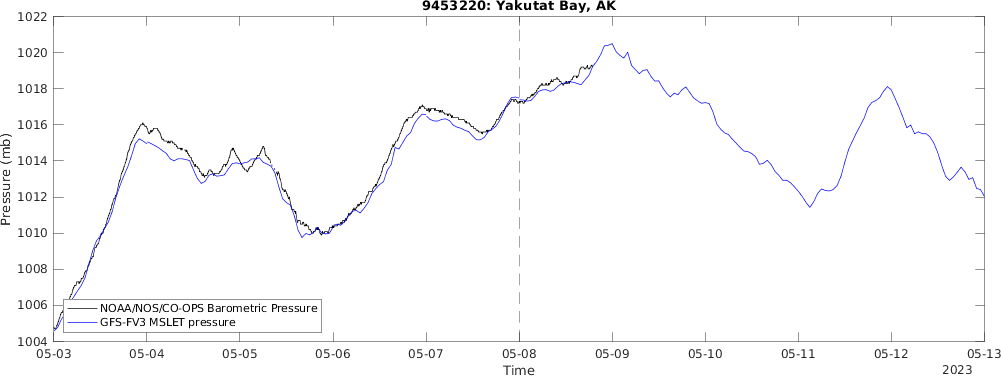 9453220: Yakutat Bay, AK
Pressure (mb)
1022
1020
1018
1016
1014
1012
1010
1008
1006
1004
NOAA/NOS/CO-OPS Barometric Pressure
GFS-FV3 MSLET pressure
05-03 05-04 05-05 05-06 05-07 05-08 05-09 05-10 05-11 05-12 05-13
Time
2023